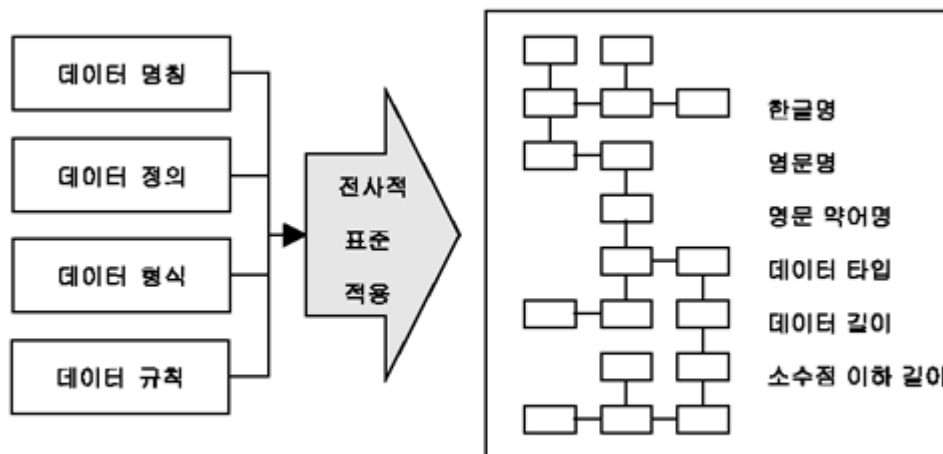 데이터 명칭
데이터 정의
데이터 형식
데이터 규칙
전사적
표준
적용
한글명
영문명
영문 약어명
데이터 타입
데이터 길이
소수점 이하 길이